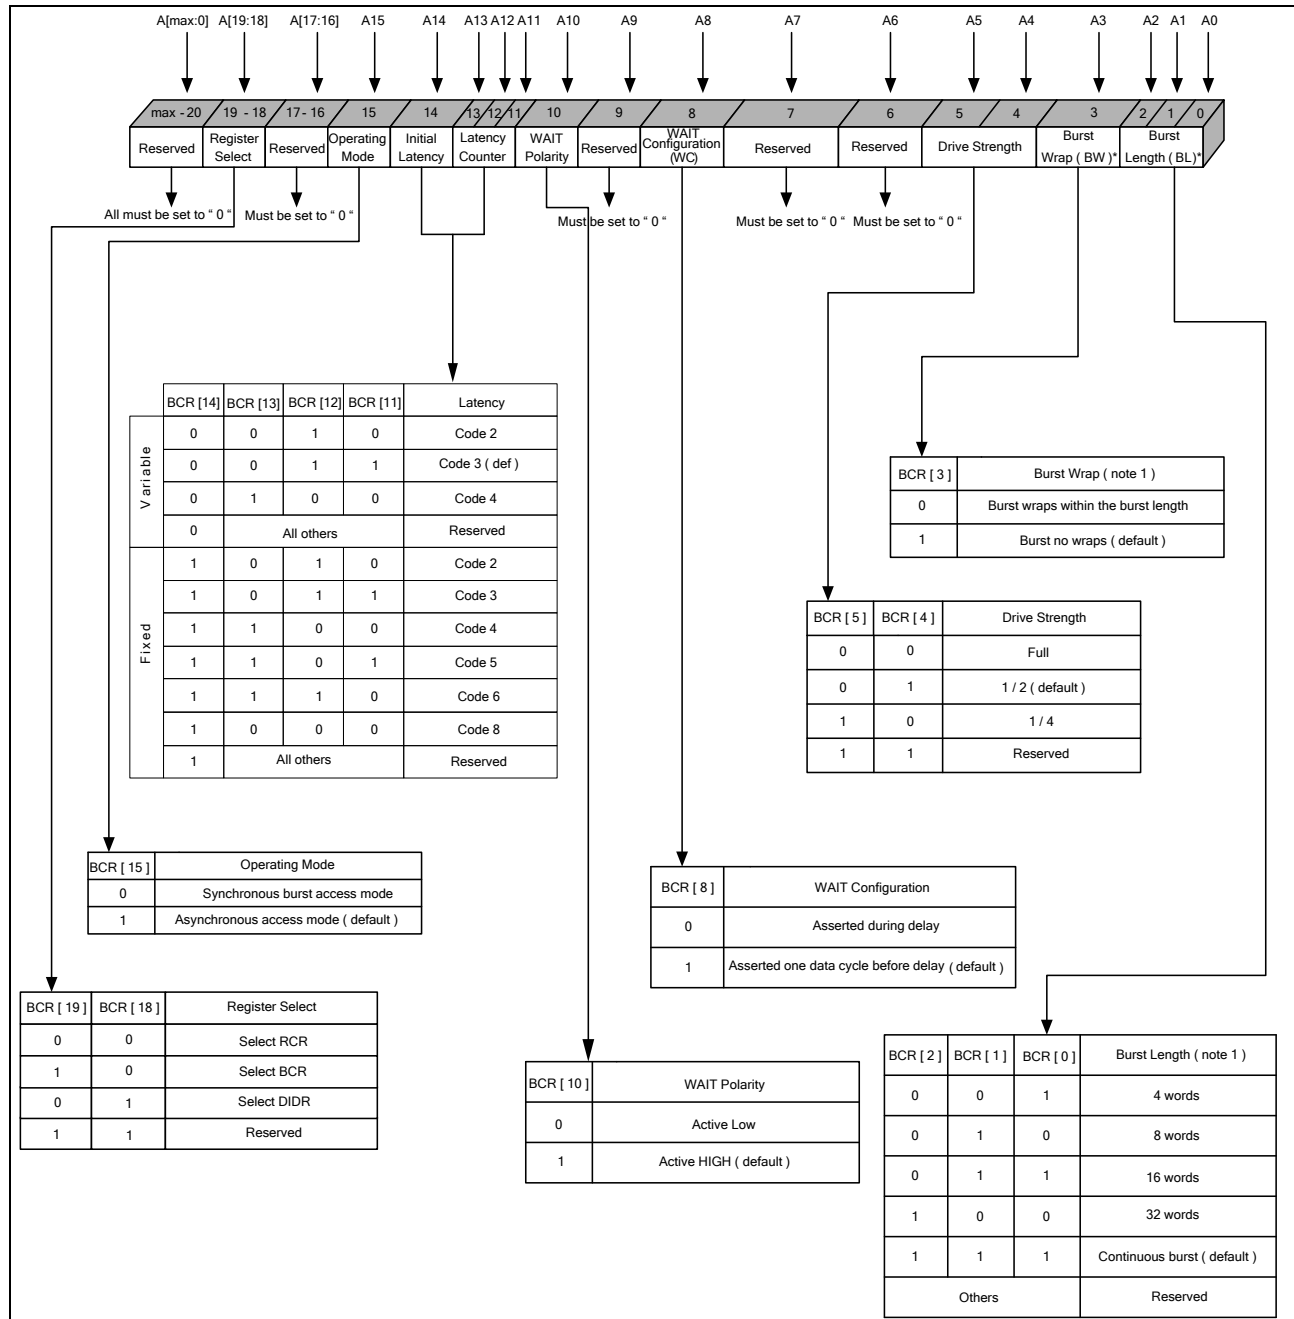 A[max:0] A[19:18] A[17:16] A15 A14 A13 A12 A11 A10 A9 A8 A7 A6 A5 A4 A3 A2 A1 A0
max - 20 19 - 18 17 - 16 15 14 13 12 11 10 9 8 7 6 5 4 3 2 1 0
Reserved Register Select Reserved Operating Mode Initial Latency Latency Counter WAIT Polarity Reserved WAIT Configuration (WC) Reserved Reserved Drive Strength Burst Wrap ( BW )* Burst Length ( BL )*
All must be set to “ 0 “ Must be set to “ 0 “ Must be set to “ 0 “ Must be set to “ 0 “ Must be set to “ 0 “
BCR [14] BCR [13] BCR [12] BCR [11] Latency
Variable
0 0 1 0 Code 2
0 0 1 1 Code 3 ( def )
0 1 0 0 Code 4
0 All others Reserved
Fixed
1 0 1 0 Code 2
1 0 1 1 Code 3
1 1 0 0 Code 4
1 1 0 1 Code 5
1 1 1 0 Code 6
1 0 0 0 Code 8
1 All others Reserved
BCR [ 3 ] Burst Wrap ( note 1 )
0 Burst wraps within the burst length
1 Burst no wraps ( default )
BCR [ 5 ] BCR [ 4 ] Drive Strength
0 0 Full
0 1 1 / 2 ( default )
1 0 1 / 4
1 1 Reserved
BCR [ 15 ] Operating Mode
0 Synchronous burst access mode
1 Asynchronous access mode ( default )
BCR [ 8 ] WAIT Configuration
0 Asserted during delay
1 Asserted one data cycle before delay ( default )
BCR [ 19 ] BCR [ 18 ] Register Select
0 0 Select RCR
1 0 Select BCR
0 1 Select DIDR
1 1 Reserved
BCR [ 10 ] WAIT Polarity
0 Active Low
1 Active HIGH ( default )
BCR [ 2 ] BCR [ 1 ] BCR [ 0 ] Burst Length ( note 1 )
0 0 1 4 words
0 1 0 8 words
0 1 1 16 words
1 0 0 32 words
1 1 1 Continuous burst ( default )
Others Reserved